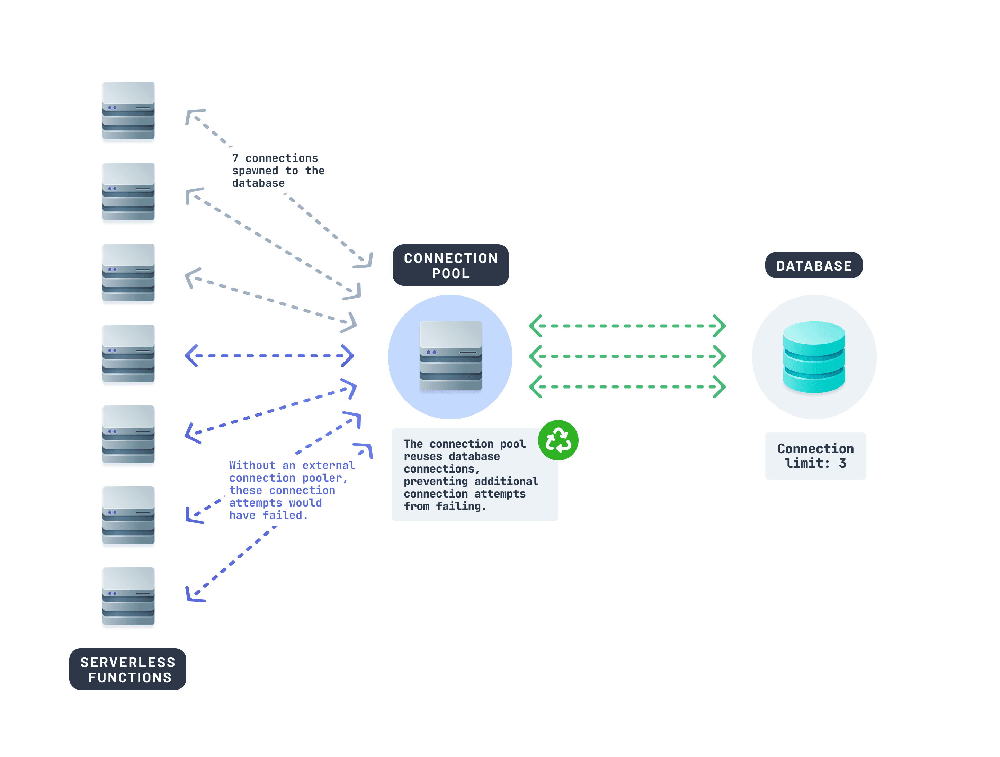 7 connections
spawned to the
database
CONNECTION
POOL
DATABASE
Without an external
connection pooler,
these connection
attempts would
have failed.
The connection pool
reuses database
connections,
preventing additional
connection attempts
from failing.
Connection
limit: 3
SERVERLESS
FUNCTIONS